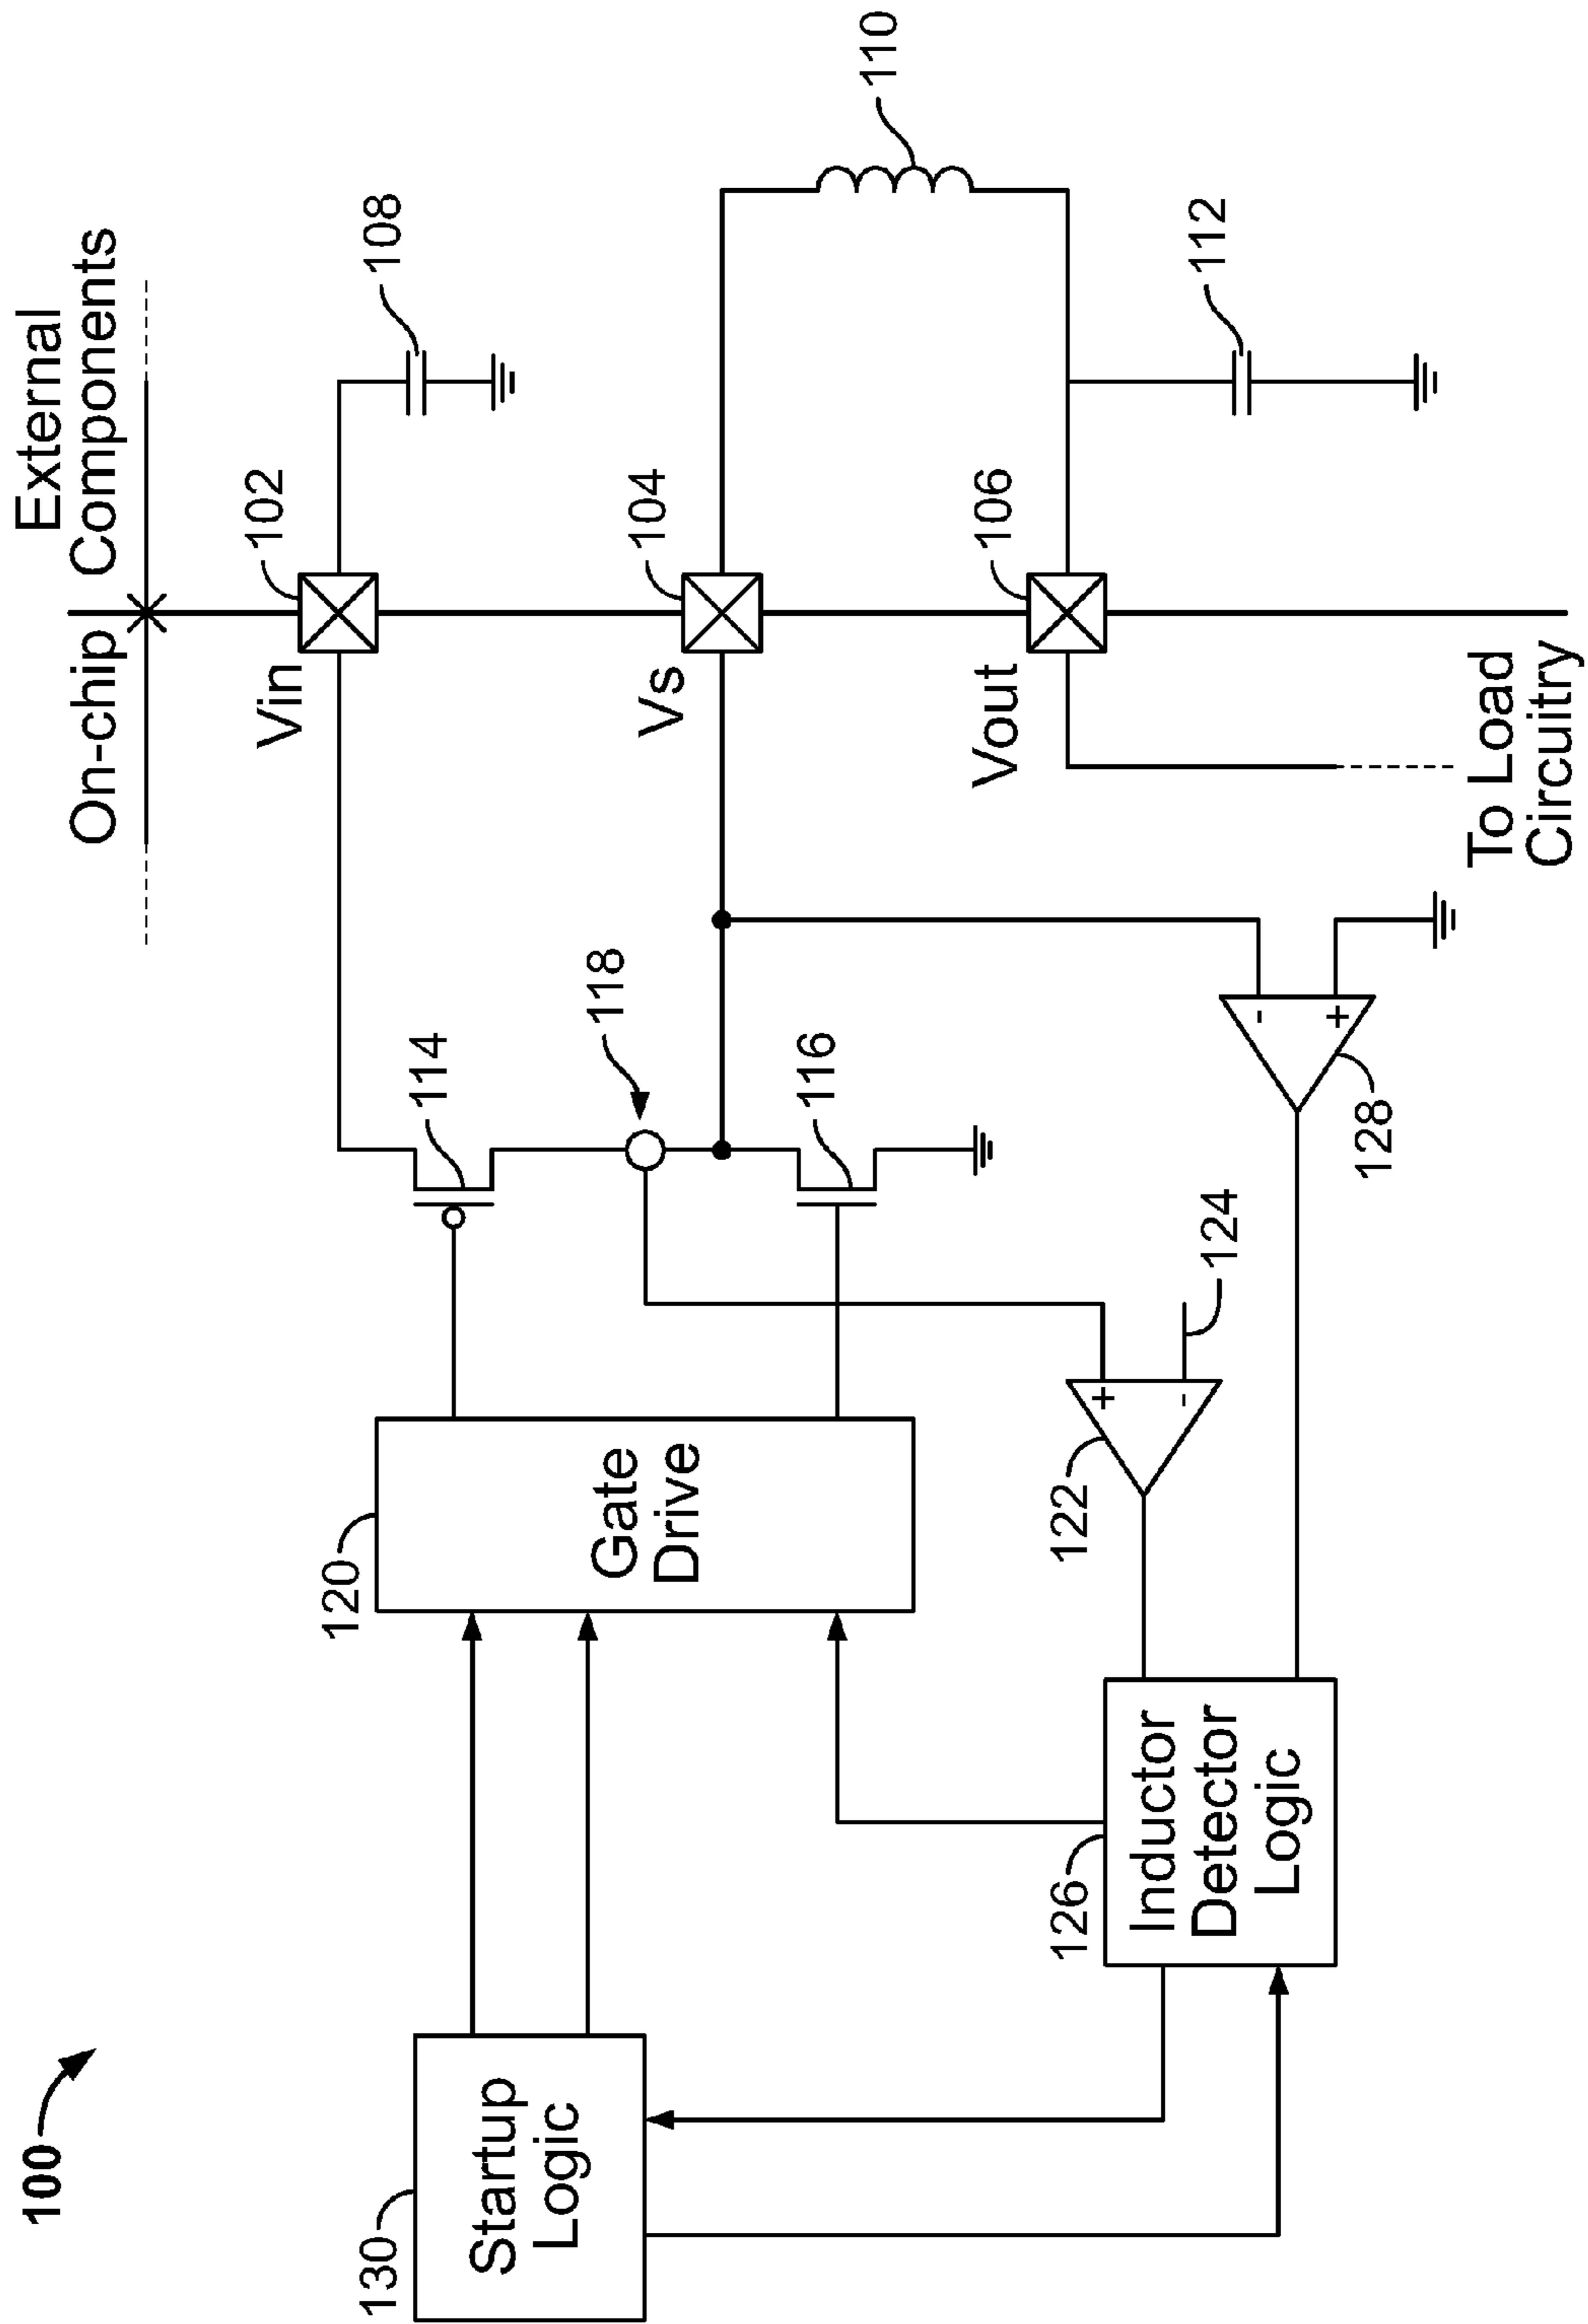 100
On-chip
External
Components
Vin
102
108
Vs
104
110
Vout
106
112
To Load
Circuitry
114
118
116
120
Gate
Drive
122
+
-
124
128
-
+
126
Inductor
Detector
Logic
130
Startup
Logic